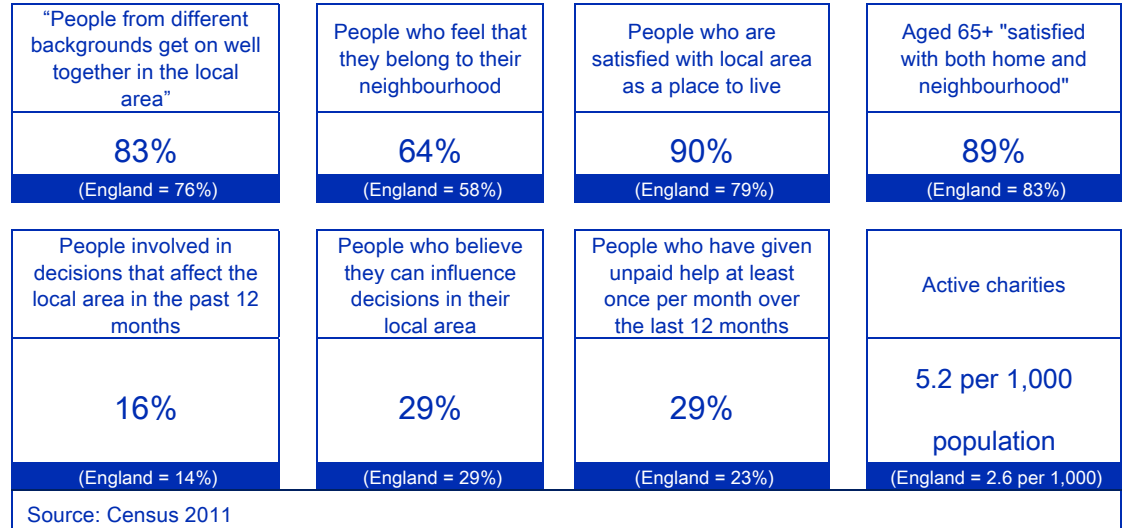 “People from different
backgrounds get on well
together in the local
area”
83%
(England = 76%)
People who feel that
they belong to their
neighbourhood
64%
(England = 58%)
People who are
satisfied with local area
as a place to live
90%
(England = 79%)
Aged 65+ "satisfied
with both home and
neighbourhood"
89%
(England = 83%)
People involved in
decisions that affect the
local area in the past 12
months
16%
(England = 14%)
People who believe
they can influence
decisions in their
local area
29%
(England = 29%)
People who have given
unpaid help at least
once per month over
the last 12 months
29%
(England = 23%)
Active charities
5.2 per 1,000
population
(England = 2.6 per 1,000)
Source: Census 2011